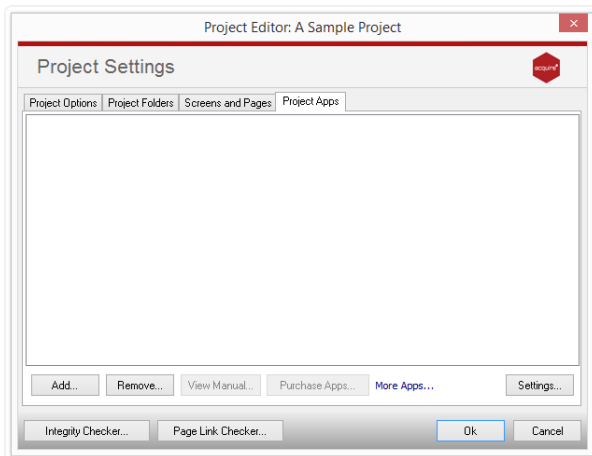 Project Editor: A Sample Project
Project Settings
acquire
Project Options Project Folders Screens and Pages Project Apps
Add... Remove... View Manual... Purchase Apps... More Apps... Settings...
Integrity Checker... Page Link Checker... Ok Cancel